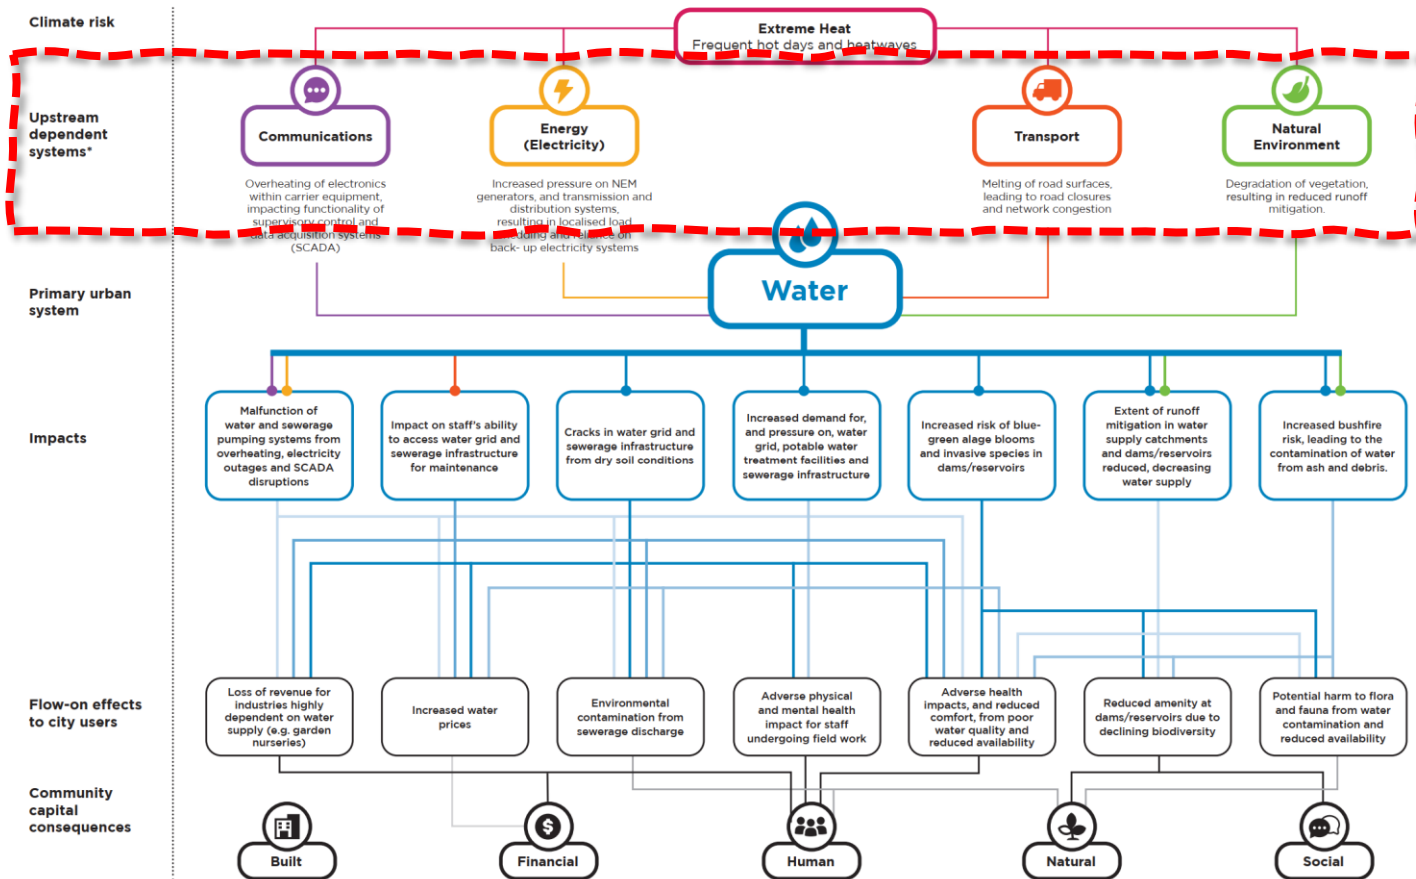 Climate risk
Extreme Heat
Frequent hot days and heatwaves
Upstream
dependent
systems*
Communications
Energy
(Electricity)
Transport
Natural
Environment
Overheating of electronics
within carrier equipment,
impacting functionality of
supervisory control and
data acquisition systems
(SCADA)
Increased pressure on NEM
generators, and transmission and
distribution systems,
resulting in localised load
shedding and reliance on
back- up electricity systems
Melting of road surfaces,
leading to road closures
and network congestion
Degradation of vegetation,
resulting in reduced runoff
mitigation.
Primary urban
system
Water
Impacts
Malfunction of
water and sewerage
pumping systems from
overheating, electricity
outages and SCADA
disruptions
Impact on staff's ability
to access water grid and
sewerage infrastructure
for maintenance
Cracks in water grid and
sewerage infrastructure
from dry soil conditions
Increased demand for,
and pressure on, water
grid, potable water
treatment facilities and
sewerage infrastructure
Increased risk of blue-
green alage blooms
and invasive species in
dams/reservoirs
Extent of runoff
mitigation in water
supply catchments
and dams/reservoirs
reduced, decreasing
water supply
Increased bushfire
risk, leading to the
contamination of water
from ash and debris.
Flow-on effects
to city users
Loss of revenue for
industries highly
dependent on water
supply (e.g. garden
nurseries)
Increased water
prices
Environmental
contamination from
sewerage discharge
Adverse physical
and mental health
impact for staff
undergoing field work
Adverse health
impacts, and reduced
comfort, from poor
water quality and
reduced availability
Reduced amenity at
dams/reservoirs due to
declining biodiversity
Potential harm to flora
and fauna from water
contamination and
reduced availability
Community
capital
consequences
Built
$
Financial
Human
Natural
Social